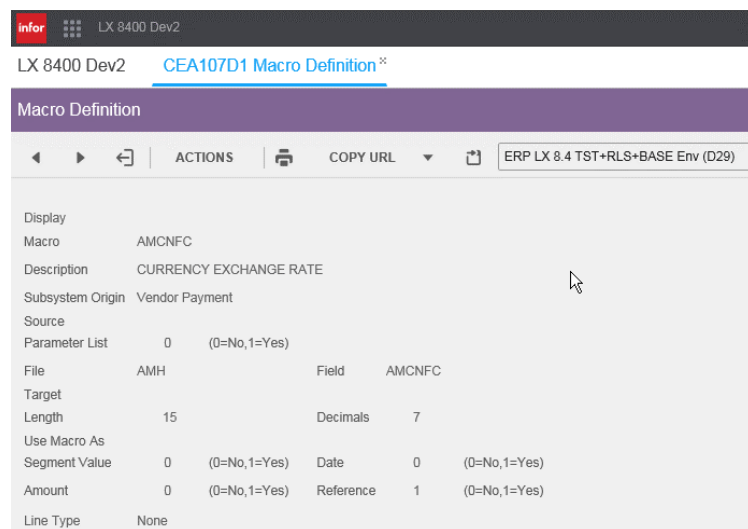 infor LX 8400 Dev2
LX 8400 Dev2 CEA107D1 Macro Definition
Macro Definition
ACTIONS COPY URL ERP LX 8.4 TST+RLS+BASE Env (D29)
Display
Macro AMCNFC
Description CURRENCY EXCHANGE RATE
Subsystem Origin Vendor Payment
Source
Parameter List 0 (0=No,1=Yes)
File AMH Field AMCNFC
Target
Length 15 Decimals 7
Use Macro As
Segment Value 0 (0=No,1=Yes) Date 0 (0=No,1=Yes)
Amount 0 (0=No,1=Yes) Reference 1 (0=No,1=Yes)
Line Type None